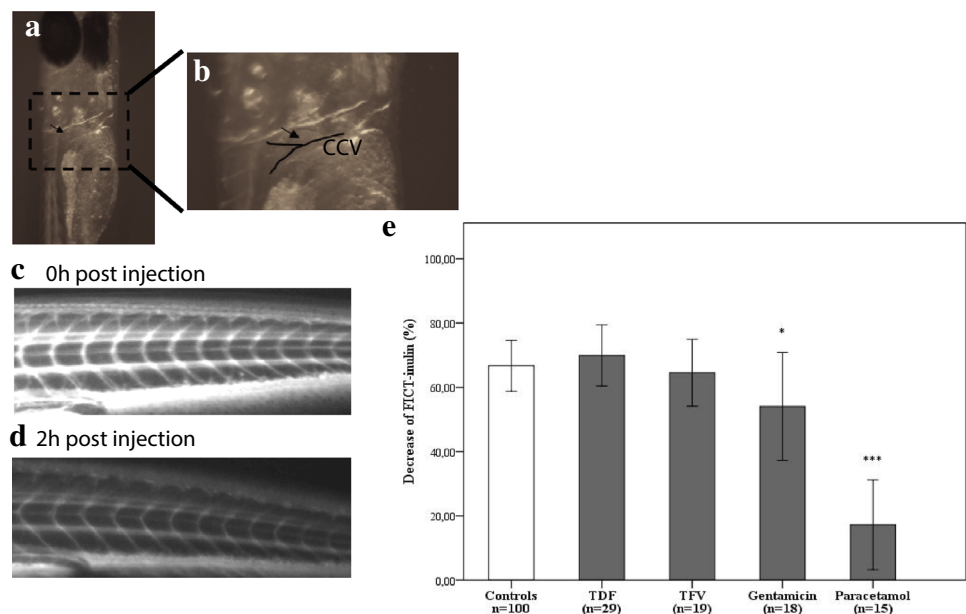 a
b
CCV
c 0h post injection
d 2h post injection
e
Decrease of FICT-inulin (%)
100,00
80,00
60,00
40,00
20,00
0,00
*
***
Controls
n=100
TDF
(n=29)
TFV
(n=19)
Gentamicin
(n=18)
Paracetamol
(n=15)